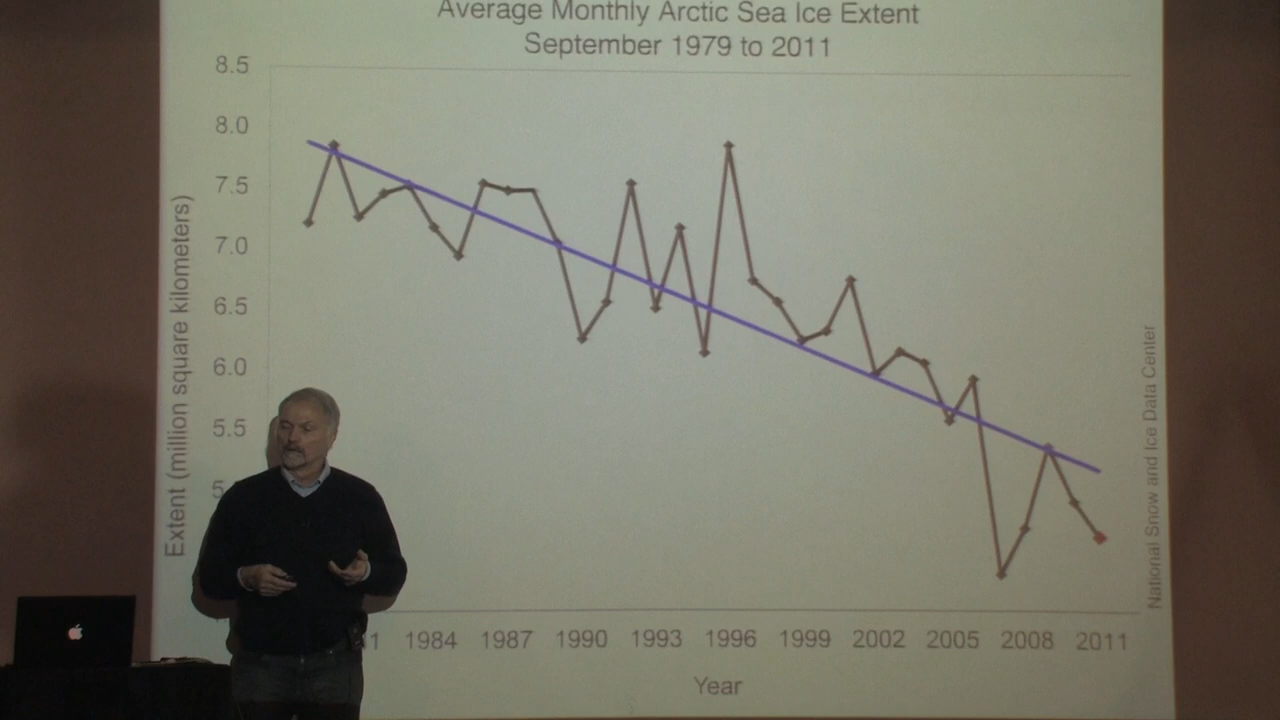 Average Monthly Arctic Sea Ice Extent
September 1979 to 2011
Extent (million square kilometers)
8.5
8.0
7.5
7.0
6.5
6.0
5.5
5
1984 1987 1990 1993 1996 1999 2002 2005 2008 2011
Year
National Snow and Ice Data Center